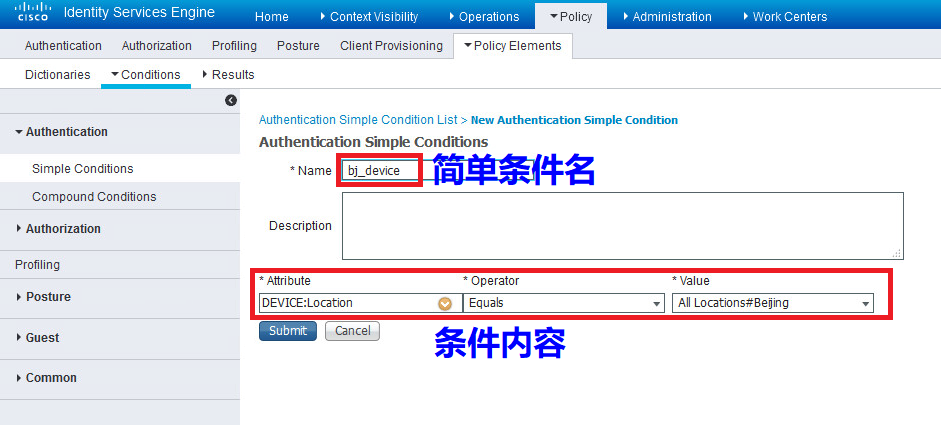 cisco Identity Services Engine Home Context Visibility Operations Policy Administration Work Centers
Authentication Authorization Profiling Posture Client Provisioning Policy Elements
Dictionaries Conditions Results
Authentication
Simple Conditions
Compound Conditions
Authorization
Profiling
Posture
Guest
Common
Authentication Simple Condition List > New Authentication Simple Condition
Authentication Simple Conditions
* Name bj_device 简单条件名
Description
* Attribute * Operator * Value
DEVICE:Location Equals All Locations#Beijing
Submit Cancel
条件内容